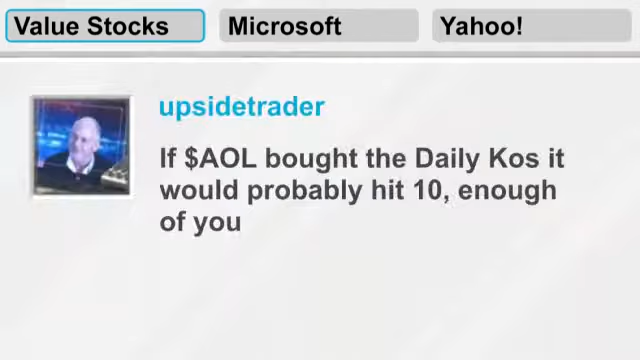 Value Stocks
Microsoft
Yahoo!
upsidetrader
If $AOL bought the Daily Kos it
would probably hit 10, enough
of you